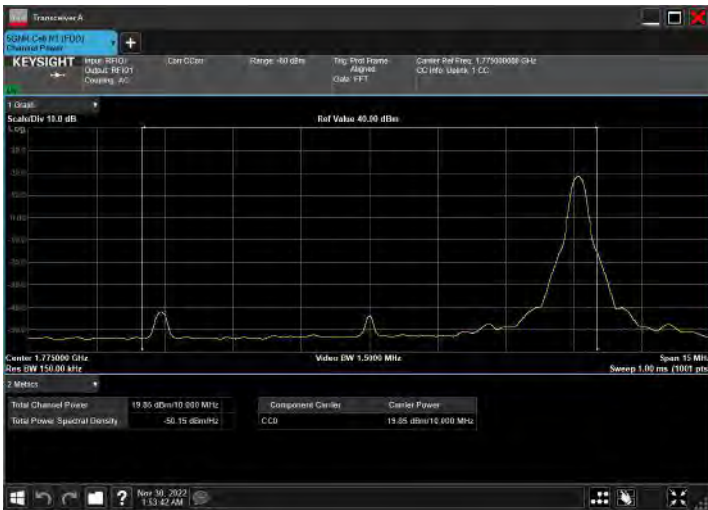 Transceiver A
5GNR-Cell N1 (FDD)
Channel Power
KEYSIGHT
Input: RFIO1
Output: RFIO1
Coupling: AC
Corr CCorr
Range: -60 dBm
Trig: Prot Frame
Aligned
Gate: FFT
Carrier Ref Freq: 1.775000000 GHz
CC Info: Uplink, 1 CC
1 Graph
Scale/Div 10.0 dB
Ref Value 40.00 dBm
Log
Center 1.775000 GHz
Res BW 150.00 kHz
Video BW 1.5000 MHz
Span 15 MHz
Sweep 1.00 ms (1001 pts
2 Metrics
Total Channel Power
19.85 dBm/10.000 MHz
Total Power Spectral Density
-50.15 dBm/Hz
Component Carrier
Carrier Power
CC0
19.85 dBm/10.000 MHz
?
Nov 30, 2022
1:53:42 AM